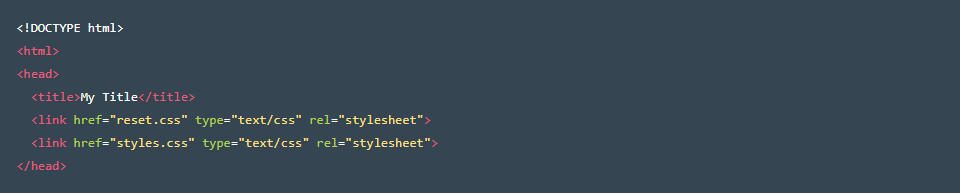 <!DOCTYPE html>
<html>
<head>
<title>My Title</title>
<link href="reset.css" type="text/css" rel="stylesheet">
<link href="styles.css" type="text/css" rel="stylesheet">
</head>